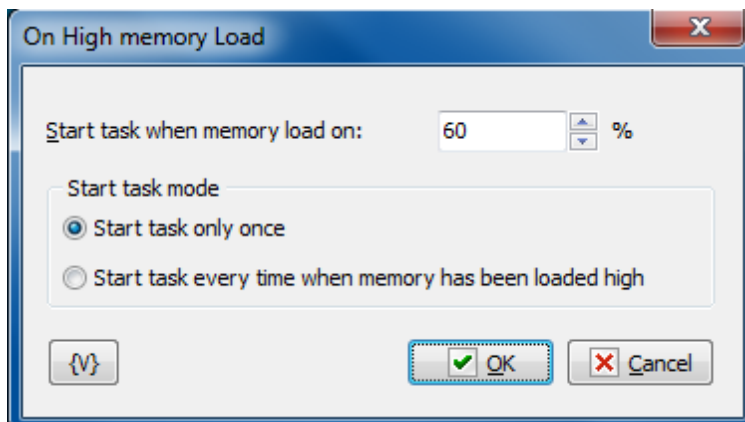 On High memory Load
Start task when memory load on: 60 %
Start task mode
Start task only once
Start task every time when memory has been loaded high
{V} OK Cancel